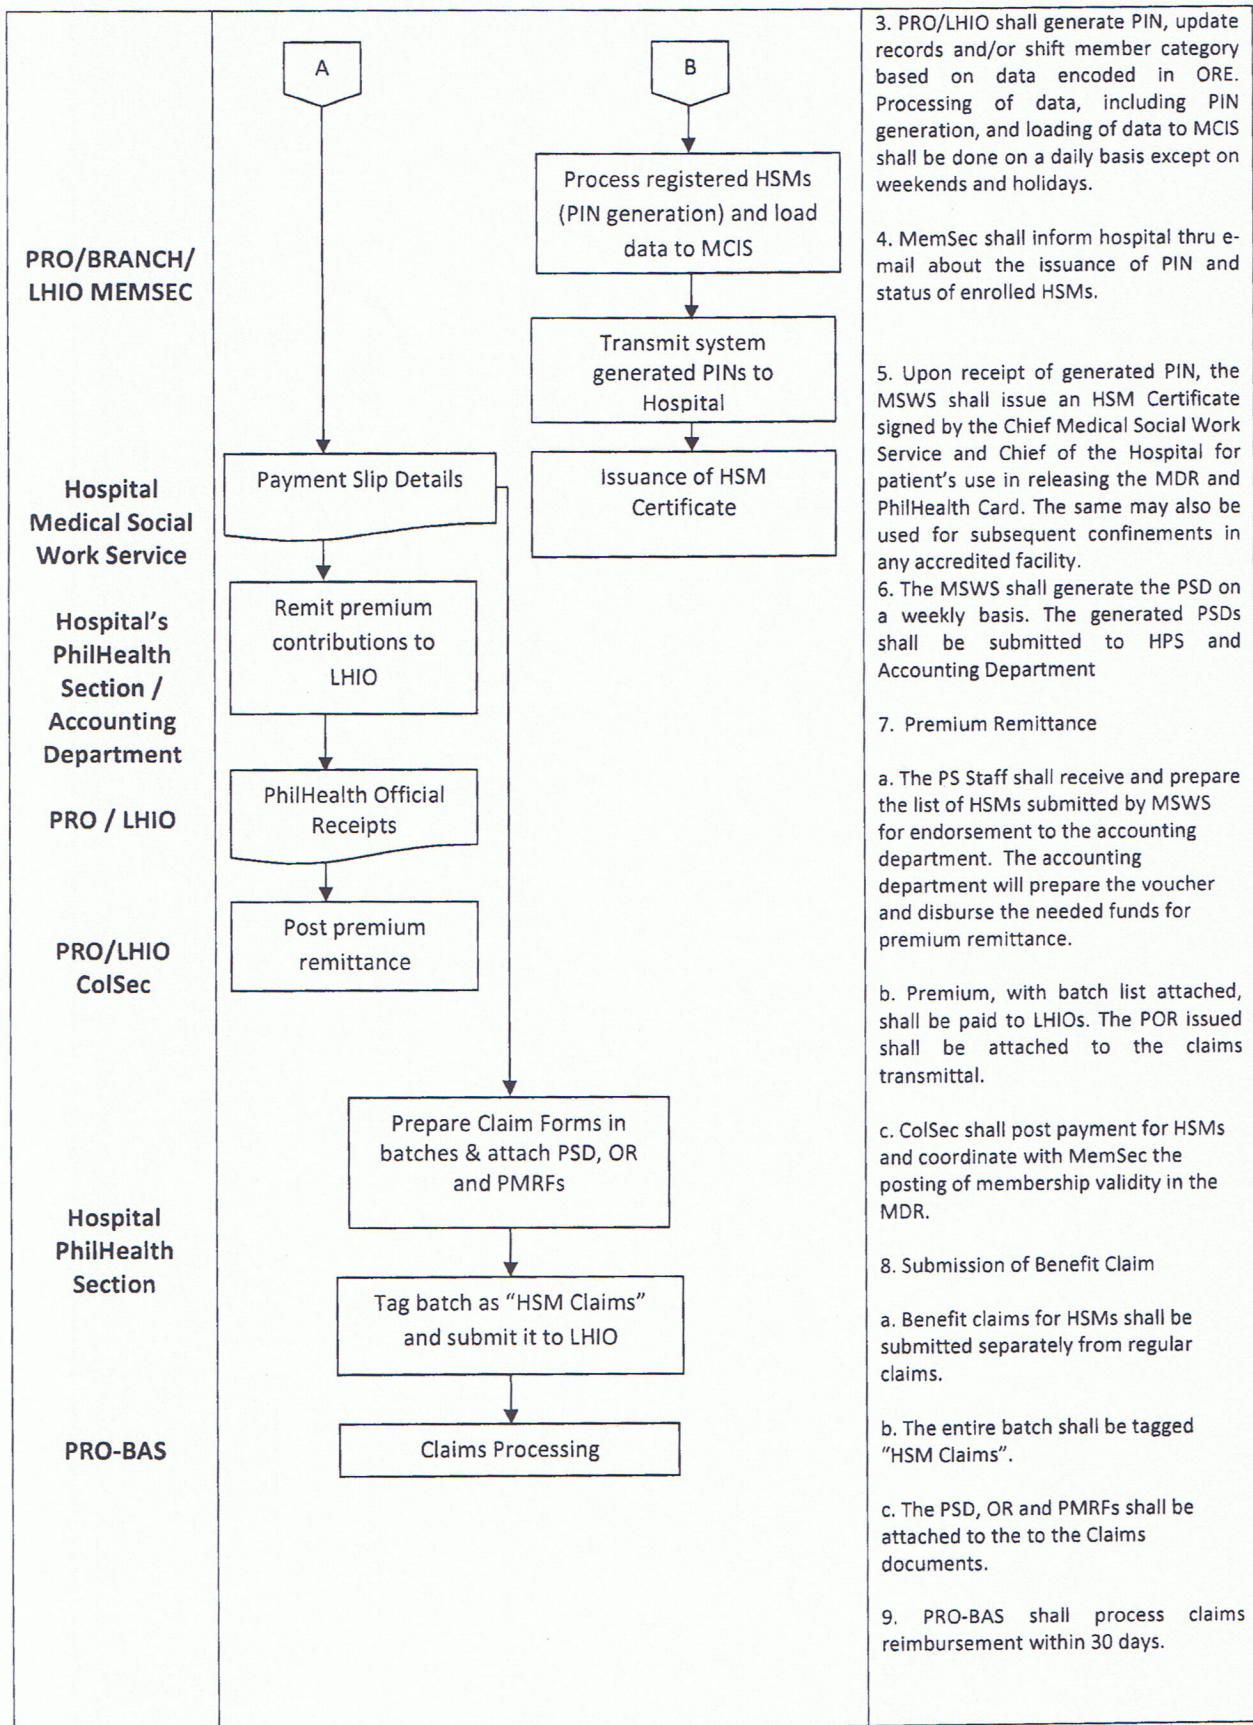 PRO/BRANCH/
LHIO MEMSEC
Hospital
Medical Social
Work Service
Hospital's
PhilHealth
Section /
Accounting
Department
PRO / LHIO
PRO/LHIO
ColSec
Hospital
PhilHealth
Section
PRO-BAS
A
Payment Slip Details
Remit premium
contributions to
LHIO
PhilHealth Official
Receipts
Post premium
remittance
B
Process registered HSMs
(PIN generation) and load
data to MCIS
Transmit system
generated PINs to
Hospital
Issuance of HSM
Certificate
Prepare Claim Forms in
batches & attach PSD, OR
and PMRFs
Tag batch as "HSM Claims"
and submit it to LHIO
Claims Processing
3. PRO/LHIO shall generate PIN, update
records and/or shift member category
based on data encoded in ORE.
Processing of data, including PIN
generation, and loading of data to MCIS
shall be done on a daily basis except on
weekends and holidays.
4. MemSec shall inform hospital thru e-
mail about the issuance of PIN and
status of enrolled HSMs.
5. Upon receipt of generated PIN, the
MSWS shall issue an HSM Certificate
signed by the Chief Medical Social Work
Service and Chief of the Hospital for
patient's use in releasing the MDR and
PhilHealth Card. The same may also be
used for subsequent confinements in
any accredited facility.
6. The MSWS shall generate the PSD on
a weekly basis. The generated PSDs
shall be submitted to HPS and
Accounting Department
7. Premium Remittance
a. The PS Staff shall receive and prepare
the list of HSMs submitted by MSWS
for endorsement to the accounting
department. The accounting
department will prepare the voucher
and disburse the needed funds for
premium remittance.
b. Premium, with batch list attached,
shall be paid to LHIOs. The POR issued
shall be attached to the claims
transmittal.
c. ColSec shall post payment for HSMs
and coordinate with MemSec the
posting of membership validity in the
MDR.
8. Submission of Benefit Claim
a. Benefit claims for HSMs shall be
submitted separately from regular
claims.
b. The entire batch shall be tagged
"HSM Claims".
c. The PSD, OR and PMRFs shall be
attached to the to the Claims
documents.
9. PRO-BAS shall process claims
reimbursement within 30 days.